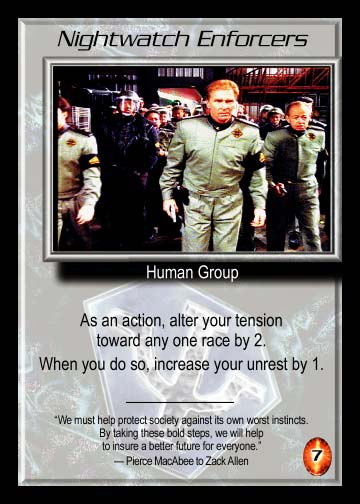 Nightwatch Enforcers
Human Group
As an action, alter your tension
toward any one race by 2.
When you do so, increase your unrest by 1.
“We must help protect society against its own worst instincts.
By taking these bold steps, we will help
to insure a better future for everyone.”
— Pierce MacAbee to Zack Allen
7